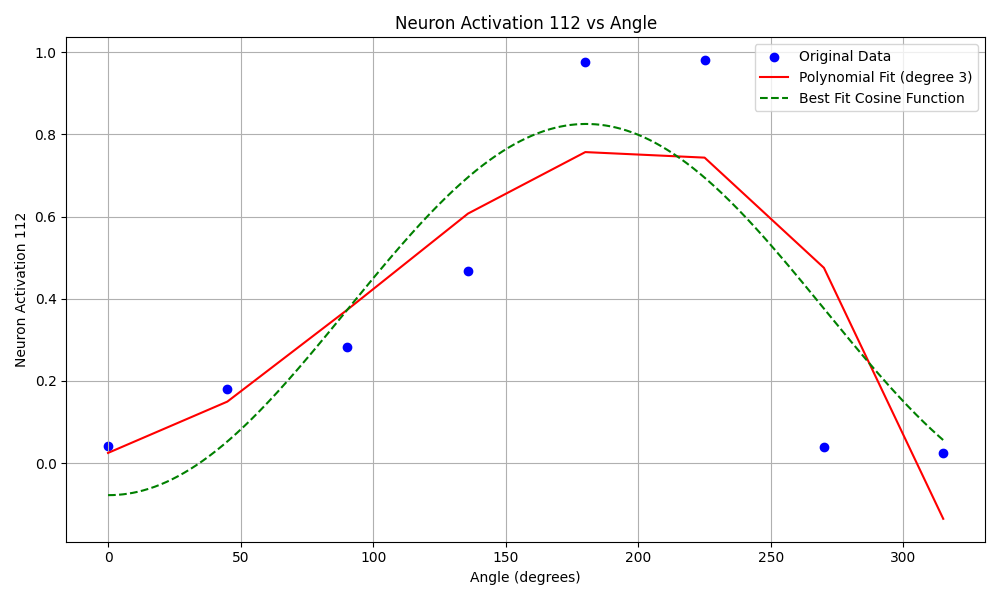 Neuron Activation 112 vs Angle
Original Data
Polynomial Fit (degree 3)
Best Fit Cosine Function
Neuron Activation 112
1.0
0.8
0.6
0.4
0.2
0.0
0
50
100
150
200
250
300
Angle (degrees)